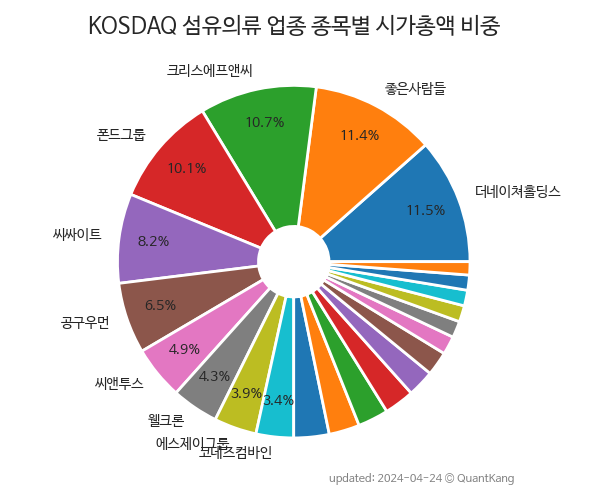 KOSDAQ 섬유의류 업종 종목별 시가총액 비중
크리스에프앤씨
좋은사람들
폰드그룹
10.7%
11.4%
10.1%
더네이쳐홀딩스
11.5%
씨싸이트
8.2%
6.5%
공구우먼
4.9%
씨앤투스
4.3%
3.9%
3.4%
웰크론
에스제이그룹
코데즈컴바인
updated: 2024-04-24 © QuantKang